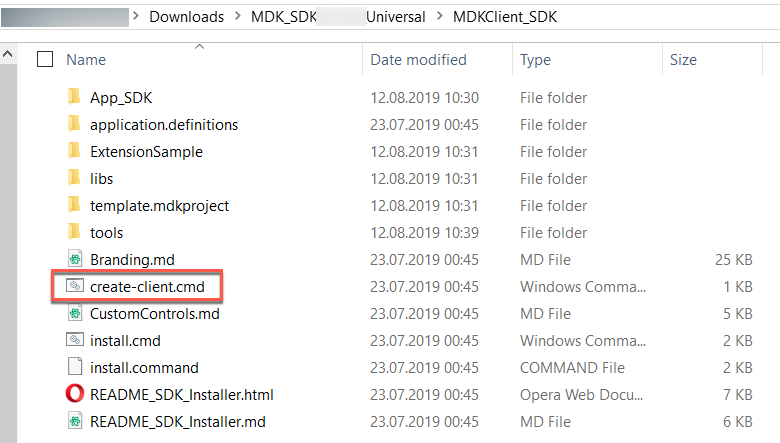 Downloads > MDK_SDK Universal > MDKClient_SDK
Name Date modified Type Size
App_SDK 12.08.2019 10:30 File folder
application.definitions 23.07.2019 00:45 File folder
ExtensionSample 12.08.2019 10:31 File folder
libs 12.08.2019 10:31 File folder
template.mdkproject 12.08.2019 10:31 File folder
tools 12.08.2019 10:39 File folder
Branding.md 23.07.2019 00:45 MD File 25 KB
create-client.cmd 23.07.2019 00:45 Windows Comma... 1 KB
CustomControls.md 23.07.2019 00:45 MD File 5 KB
install.cmd 23.07.2019 00:45 Windows Comma... 2 KB
install.command 23.07.2019 00:45 COMMAND File 2 KB
README_SDK_Installer.html 23.07.2019 00:45 Opera Web Docu... 7 KB
README_SDK_Installer.md 23.07.2019 00:45 MD File 6 KB